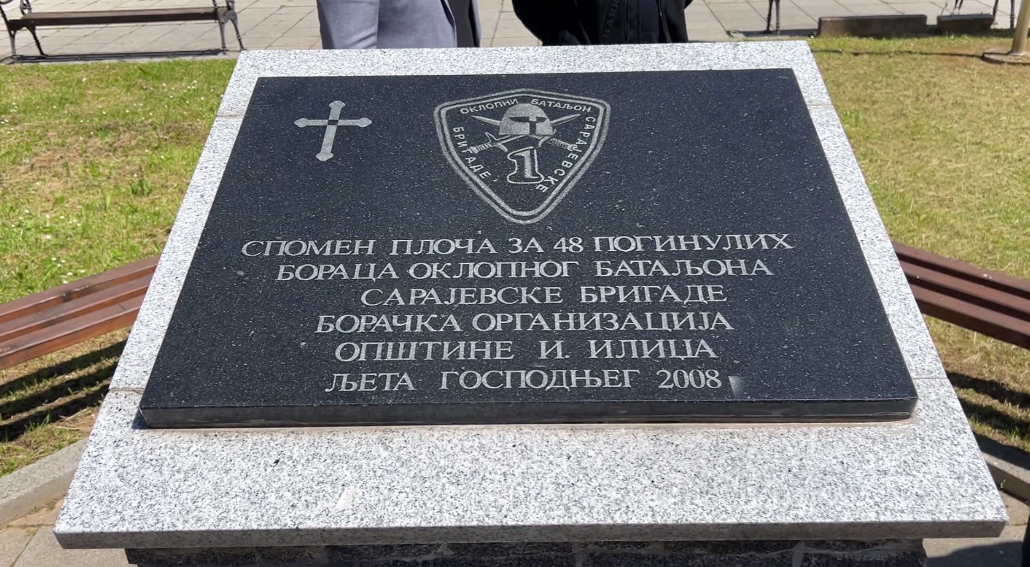 ОКЛОПНИ БАТАЉОН
САРАЈЕВСКЕ
БРИГАДЕ
1
СПОМЕН ПЛОЧА ЗА 48 ПОГИНУЛИХ
БОРАЦА ОКЛОПНОГ БАТАЉОНА
САРАЈЕВСКЕ БРИГАДЕ
БОРАЧКА ОРГАНИЗАЦИЈА
ОПШТИНЕ И. ИЛИЏА
ЉЕТА ГОСПОДЊЕГ 2008